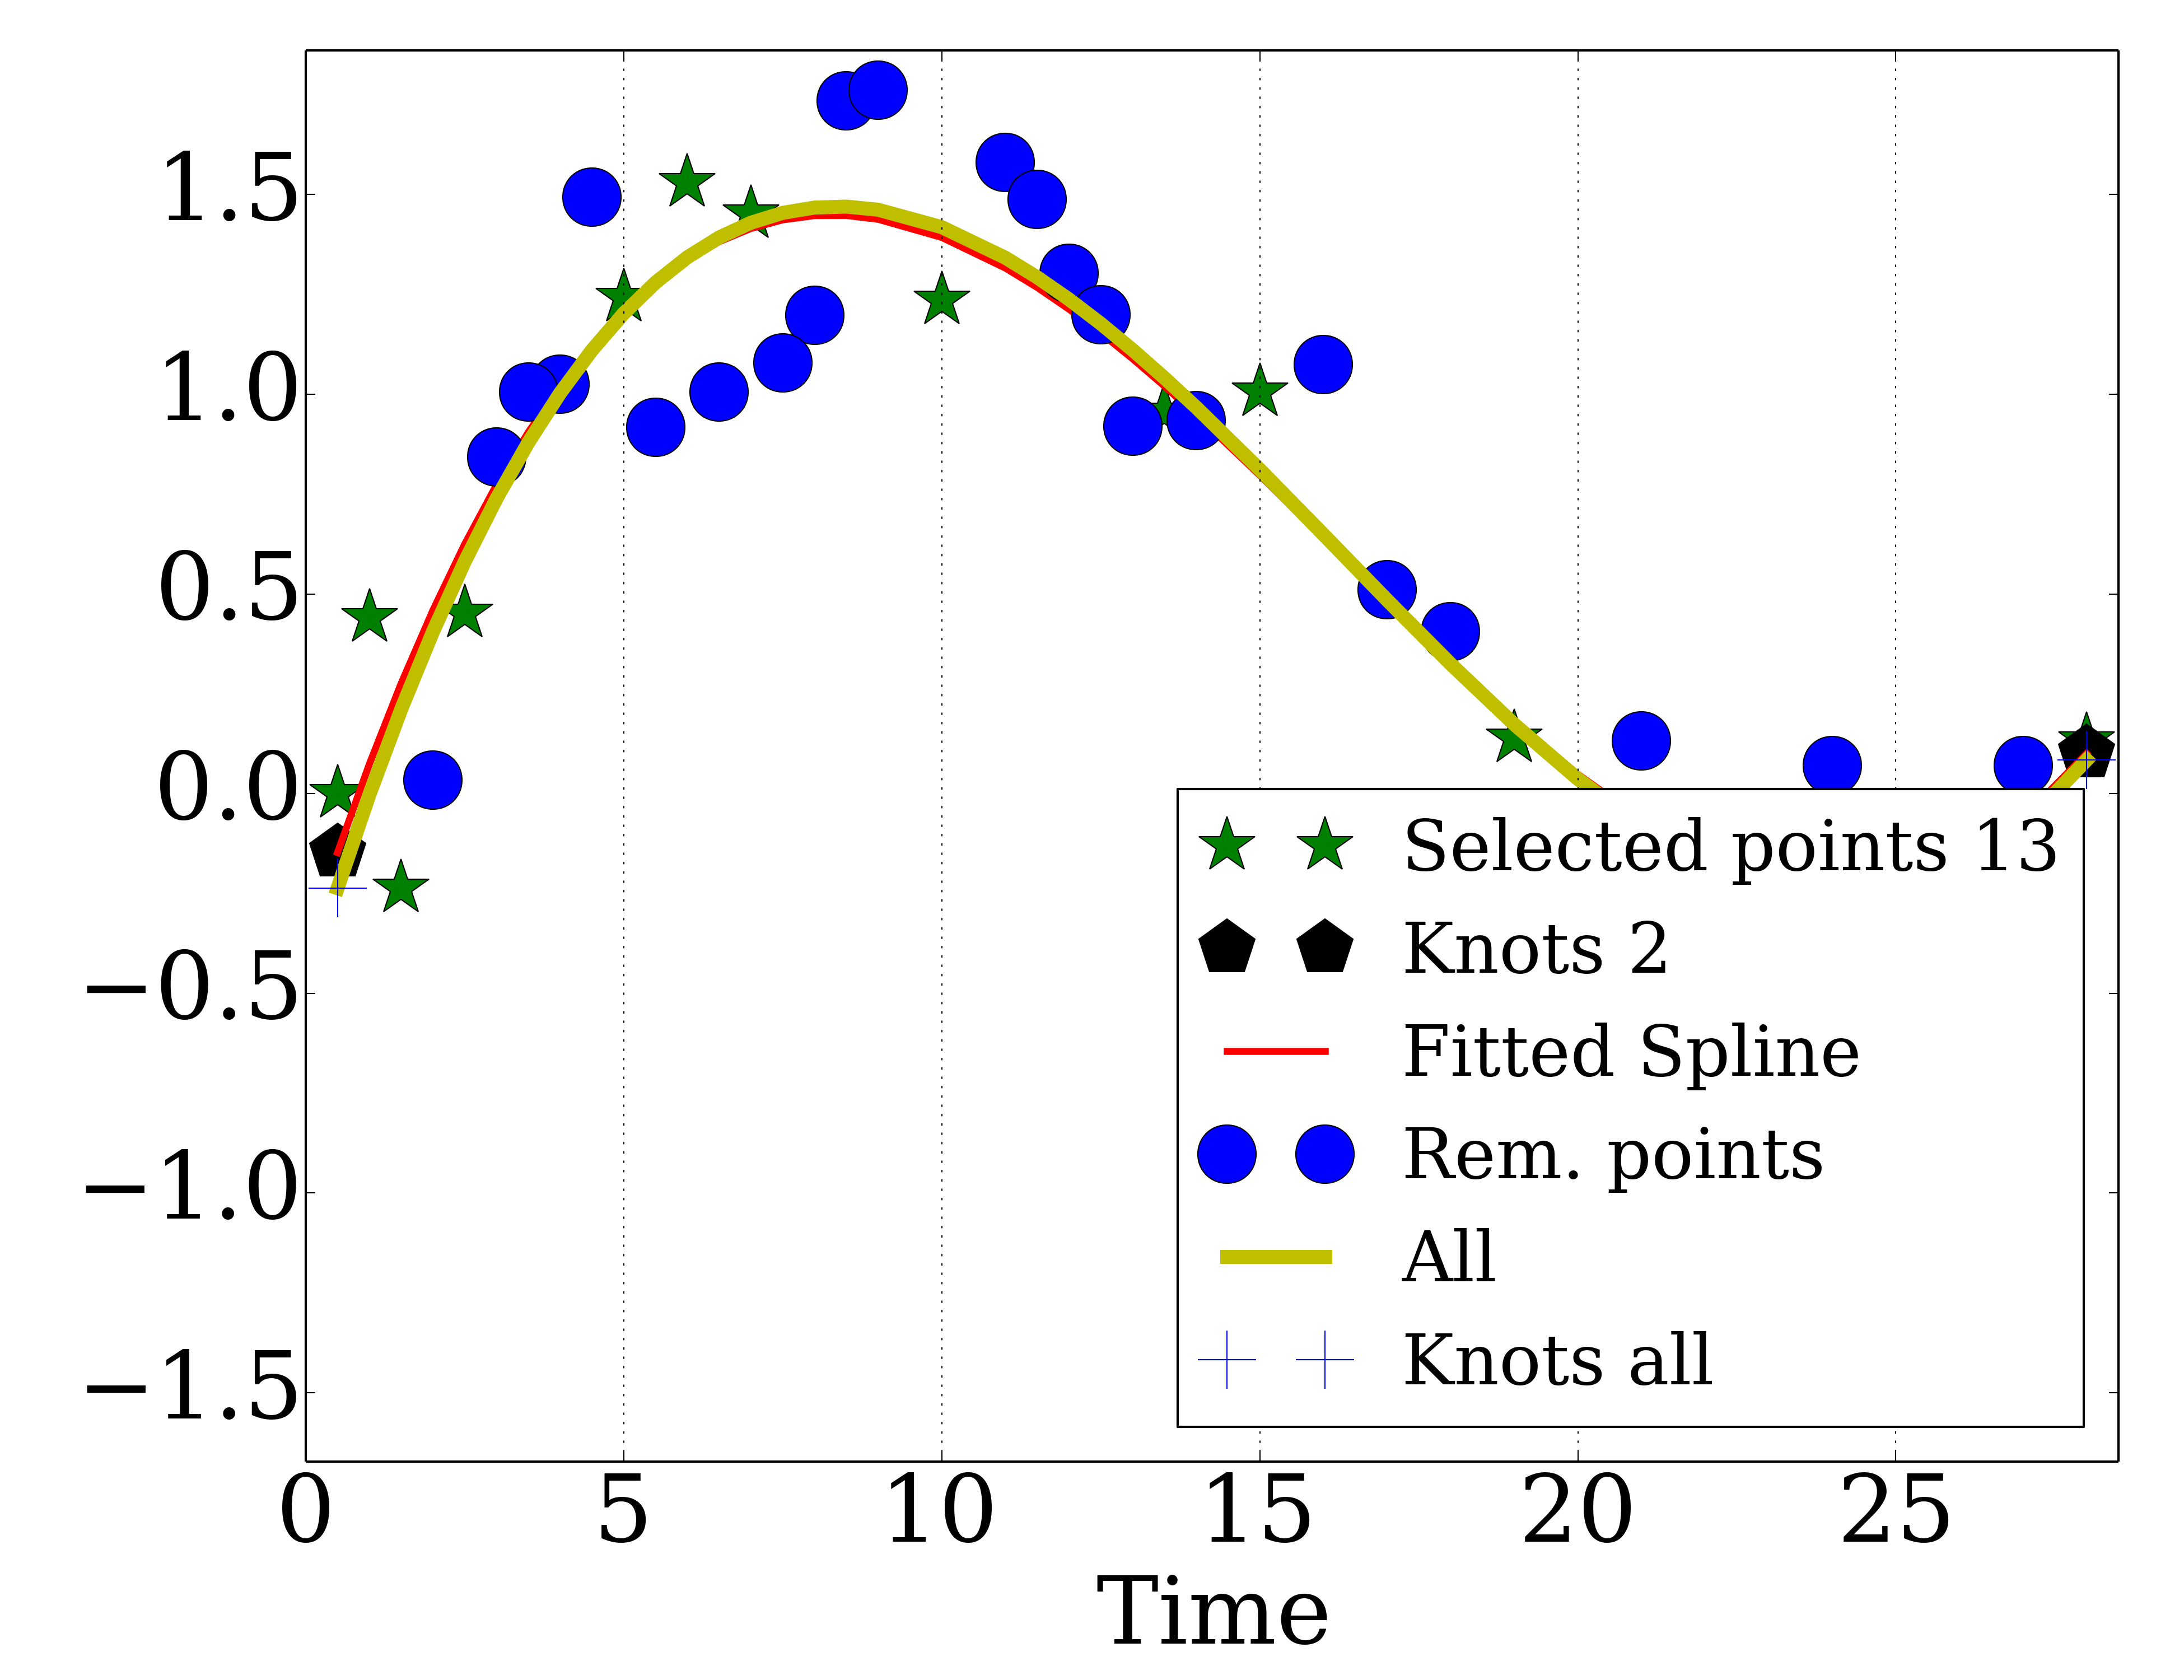 1.5
1.0
0.5
0.0
−0.5
−1.0
−1.5
Selected points 13
Knots 2
Fitted Spline
Rem. points
All
Knots all
0 5 10 15 20 25
Time